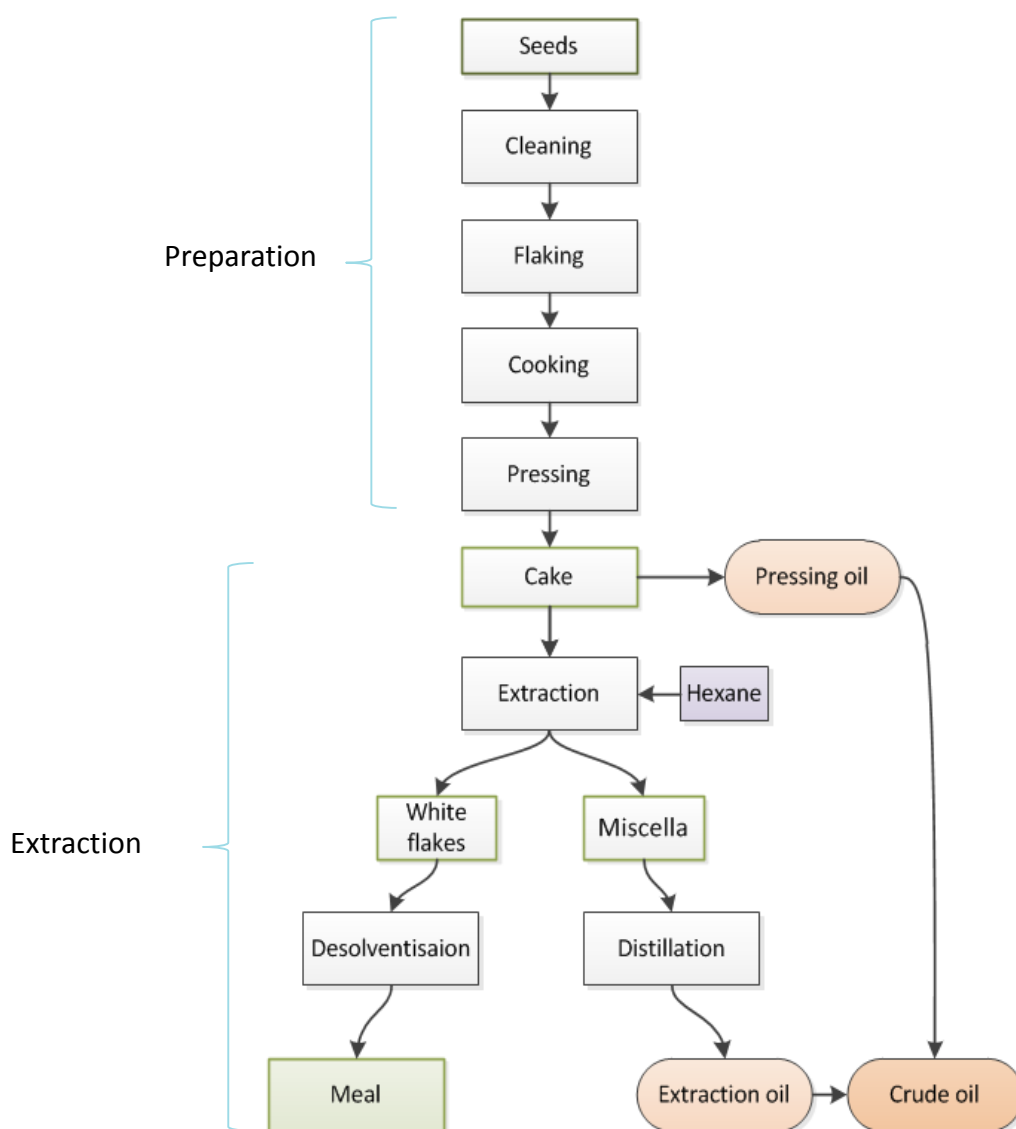 Seeds
Cleaning
Preparation
Flaking
Cooking
Pressing
Cake
Pressing oil
Extraction
Hexane
White
flakes
Miscella
Extraction
Desolventisaion
Distillation
Meal
Extraction oil
Crude oil